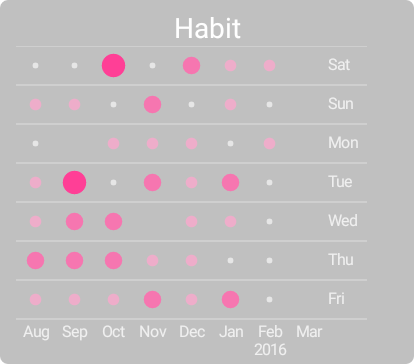 Habit
Sat
Sun
Mon
Tue
Wed
Thu
Fri
Aug Sep Oct Nov Dec Jan Feb Mar
2016